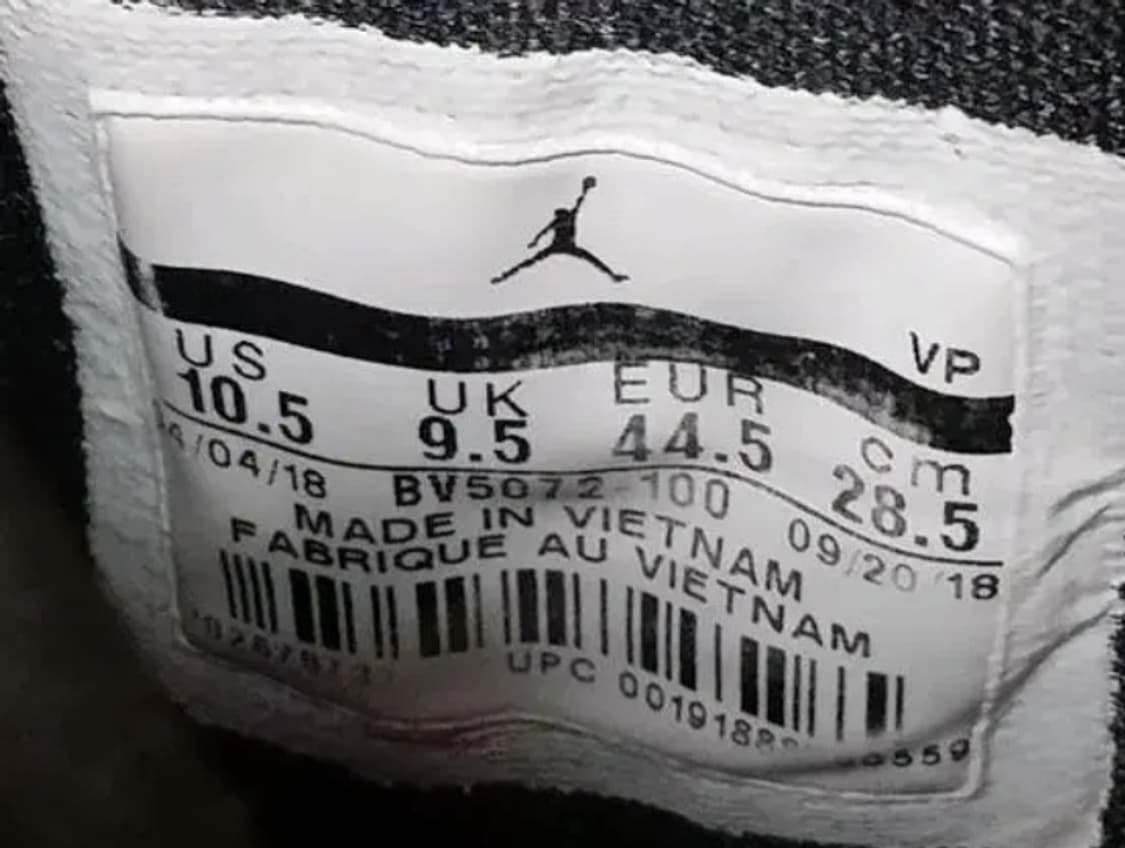 VP
US UK EUR cm
10.5 9.5 44.5 28.5
/04/18 BV5072-100 09/20/18
MADE IN VIETNAM
FABRIQUE AU VIETNAM
UPC 00191888